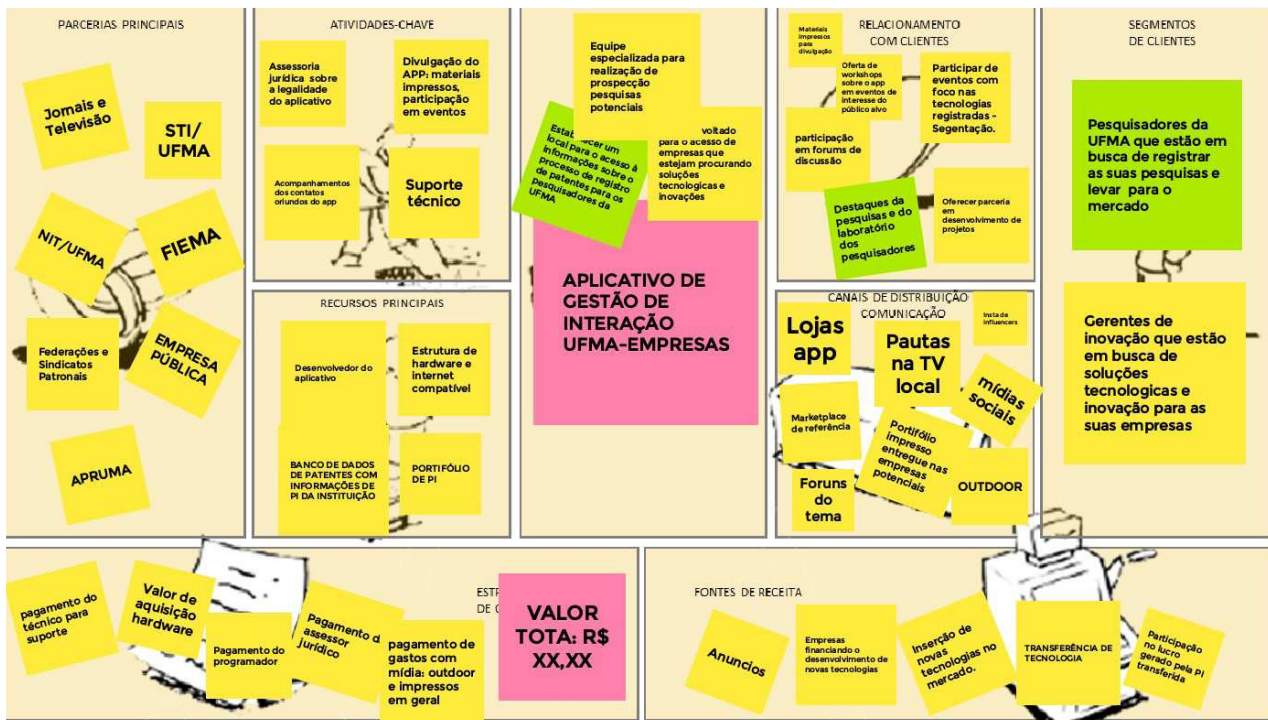 PARCERIAS PRINCIPAIS
Jornais e
Televisão
STI/
UFMA
NIT/UFMA
FIEMA
Federações e
Sindicatos
Patronais
EMPRESA
PÚBLICA
APRUMA
ATIVIDADES-CHAVE
Assessoria
jurídica sobre
a legalidade
do aplicativo
Divulgação do
APP: materiais
impressos,
participação
em eventos
Acompanhamentos
dos contatos
oriundos do app
Suporte
técnico
RECURSOS PRINCIPAIS
Desenvolvedor do
aplicativo
Estrutura de
hardware e
internet
compatível
BANCO DE DADOS
DE PATENTES COM
INFORMAÇÕES DE
PI DA INSTITUIÇÃO
PORTIFÓLIO
DE PI
Equipe
especializada para
realização de
prospecção
pesquisas
potenciais
um
local para o acesso à
informações sobre o
processo de registro
de patentes para os
pesquisadores da
UFMA
voltado
para o acesso de
empresas que
estejam procurando
soluções
tecnologicas e
inovações
APLICATIVO DE
GESTÃO DE
INTERAÇÃO
UFMA-EMPRESAS
RELACIONAMENTO
COM CLIENTES
Materiais
impressos
para
divulgação
Oferta de
workshops
sobre o app
em eventos de
interesse do
público alvo
Participar de
eventos com
foco nas
tecnologias
registradas -
Segentação.
participação
em forums de
discussão
Destaques da
pesquisas e do
laboratório
dos
pesquisadores
Oferecer parceria
em
desenvolvimento de
projetos
CANAIS DE DISTRIBUIÇÃO
COMUNICAÇÃO
Lojas
app
Pautas
na TV
local
Insta de
influencers
mídias
sociais
Marketplace
de referência
Portifólio
impresso
entregue nas
empresas
potenciais
Foruns
do
tema
OUTDOOR
SEGMENTOS
DE CLIENTES
Pesquisadores da
UFMA que estão em
busca de registrar
as suas pesquisas e
levar para o
mercado
Gerentes de
inovação que estão
em busca de
soluções
tecnologicas e
inovação para as
suas empresas
pagamento do
técnico para
suporte
Valor de
aquisição
hardware
Pagamento do
programador
Pagamento d
assessor
jurídico
pagamento de
gastos com
mídia: outdoor
e impressos
em geral
VALOR
TOTA: R$
XX,XX
FONTES DE RECEITA
Anuncios
Empresas
financiando o
desenvolvimento de
novas tecnologias
Inserção de
novas
tecnologias no
mercado.
TRANSFERÊNCIA DE
TECNOLOGIA
Participação
no lucro
gerado pela PI
transferida